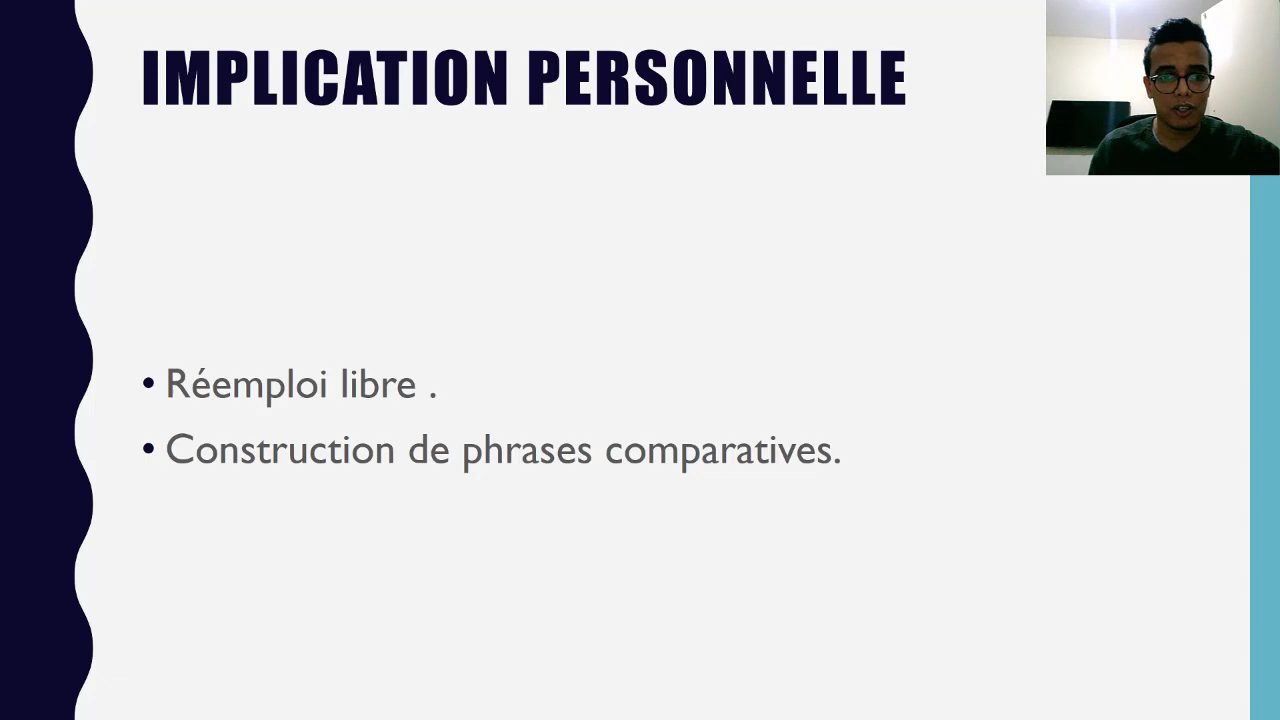 IMPLICATION PERSONNELLE
• Réemploi libre .
• Construction de phrases comparatives.